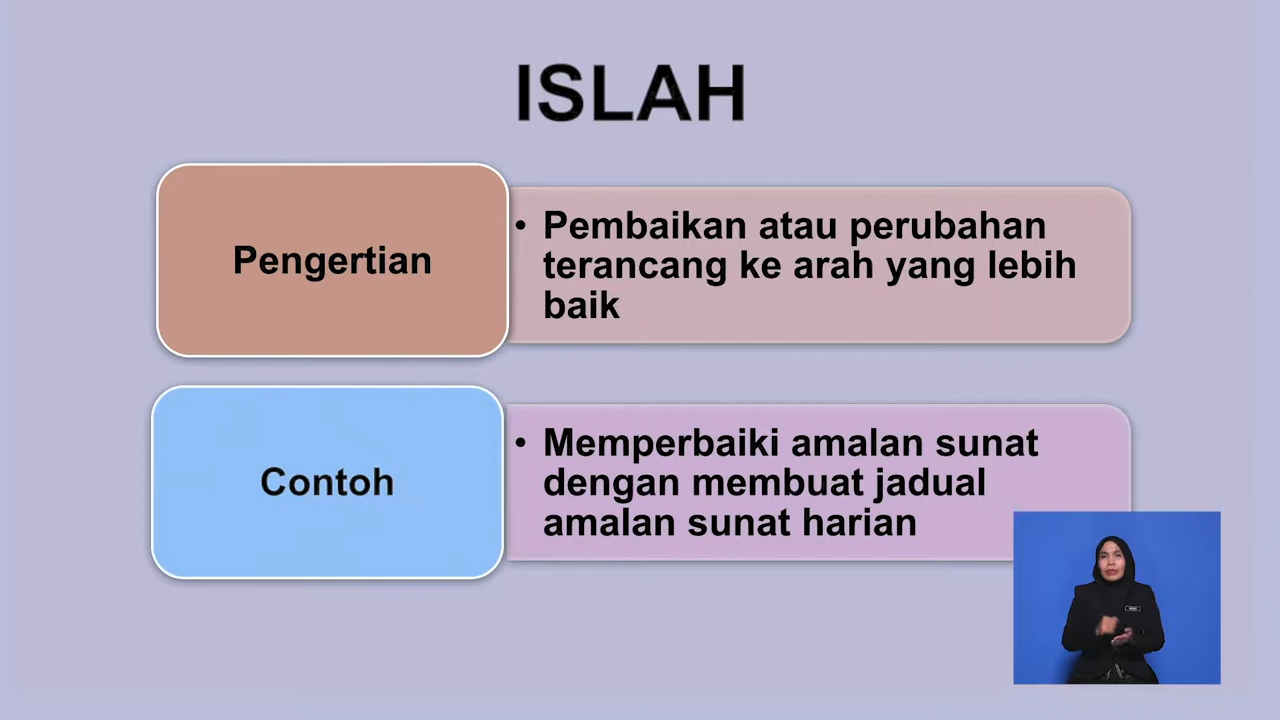 ISLAH
Pengertian
• Pembaikan atau perubahan
terancang ke arah yang lebih
baik
Contoh
• Memperbaiki amalan sunat
dengan membuat jadual
amalan sunat harian